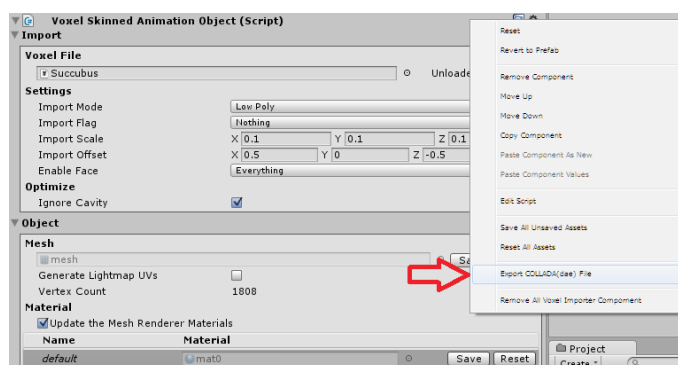 Voxel Skinned Animation Object (Script)
Import
Voxel File
Succubus
Unloade
Settings
Import Mode Low Poly
Import Flag Nothing
Import Scale X 0.1 Y 0.1 Z 0.1
Import Offset X 0.5 Y 0 Z -0.5
Enable Face Everything
Optimize
Ignore Cavity
Object
Mesh
mesh Sa
Generate Lightmap UVs
Vertex Count 1808
Material
Update the Mesh Renderer Materials
Name Material
default mat0 Save Reset
Reset
Revert to Prefab
Remove Component
Move Up
Move Down
Copy Component
Paste Component As New
Paste Component Values
Edit Script
Save All Unsaved Assets
Reset All Assets
Export COLLADA(dae) File
Remove All Voxel Importer Compoment
Project
Create